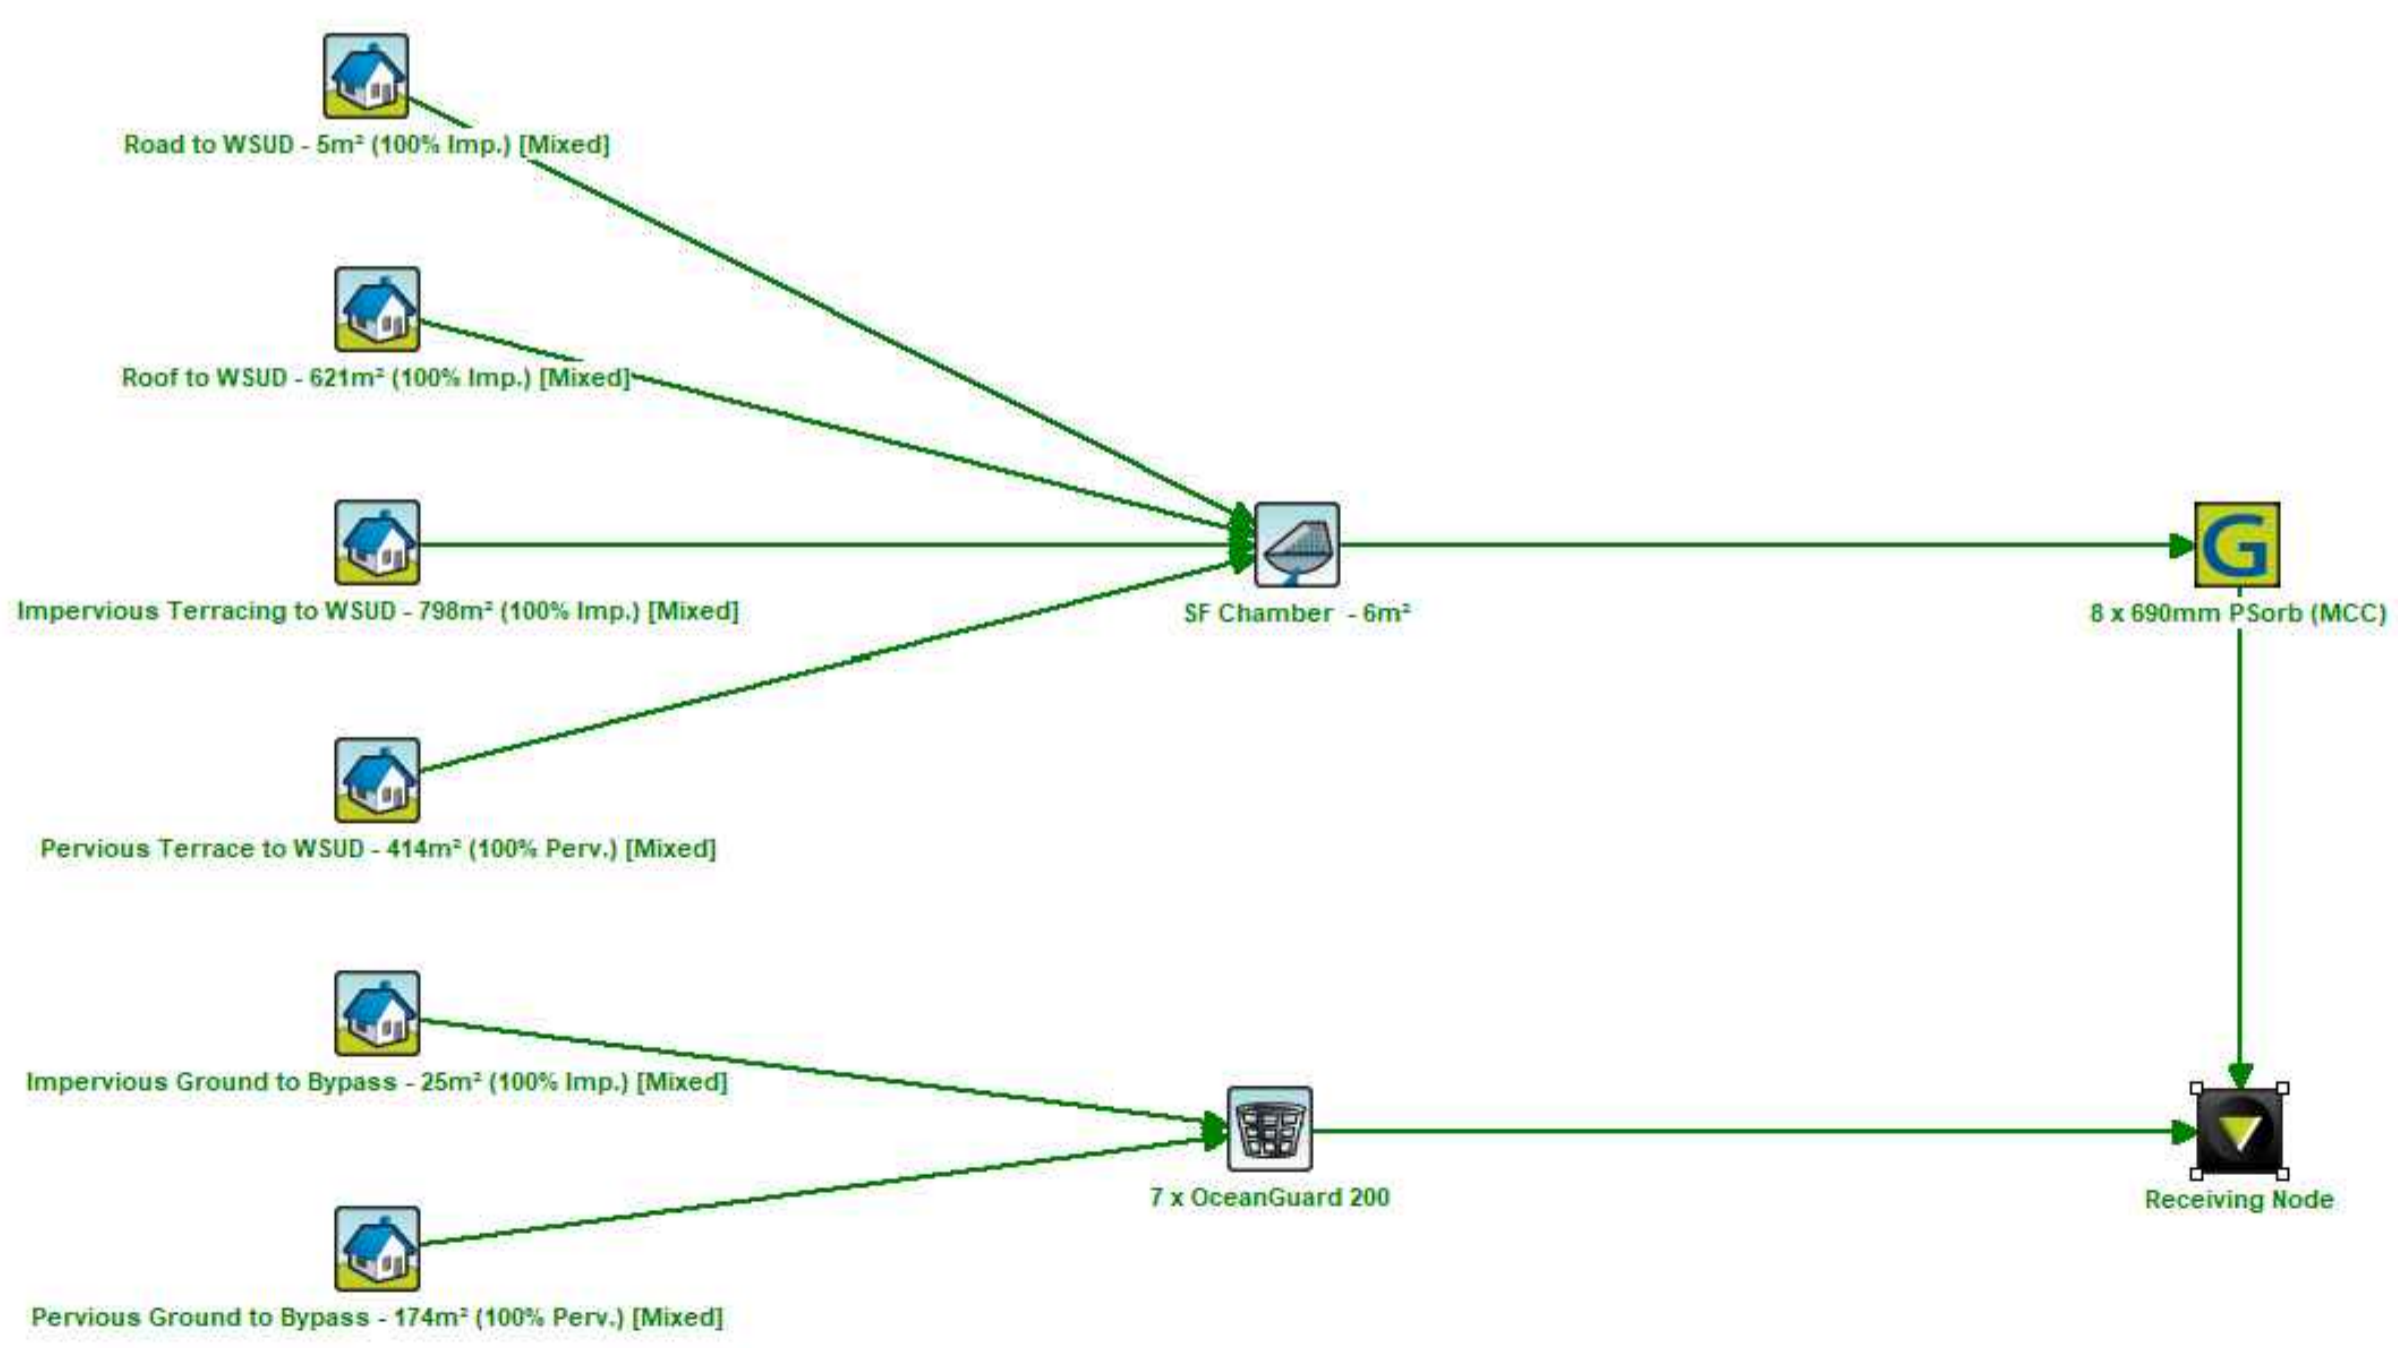 Road to WSUD - 5m² (100% Imp.) [Mixed]
Roof to WSUD - 621m² (100% Imp.) [Mixed]
Impervious Terracing to WSUD - 798m² (100% Imp.) [Mixed]
SF Chamber - 6m²
G
8 x 690mm PSorb (MCC)
Pervious Terrace to WSUD - 414m² (100% Perv.) [Mixed]
Impervious Ground to Bypass - 25m² (100% Imp.) [Mixed]
7 x OceanGuard 200
Receiving Node
Pervious Ground to Bypass - 174m² (100% Perv.) [Mixed]